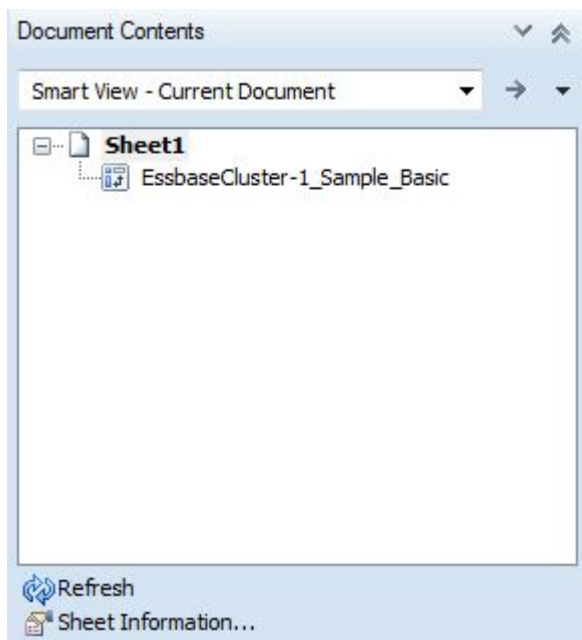 Document Contents
Smart View - Current Document
Sheet1
EssbaseCluster-1_Sample_Basic
Refresh
Sheet Information...